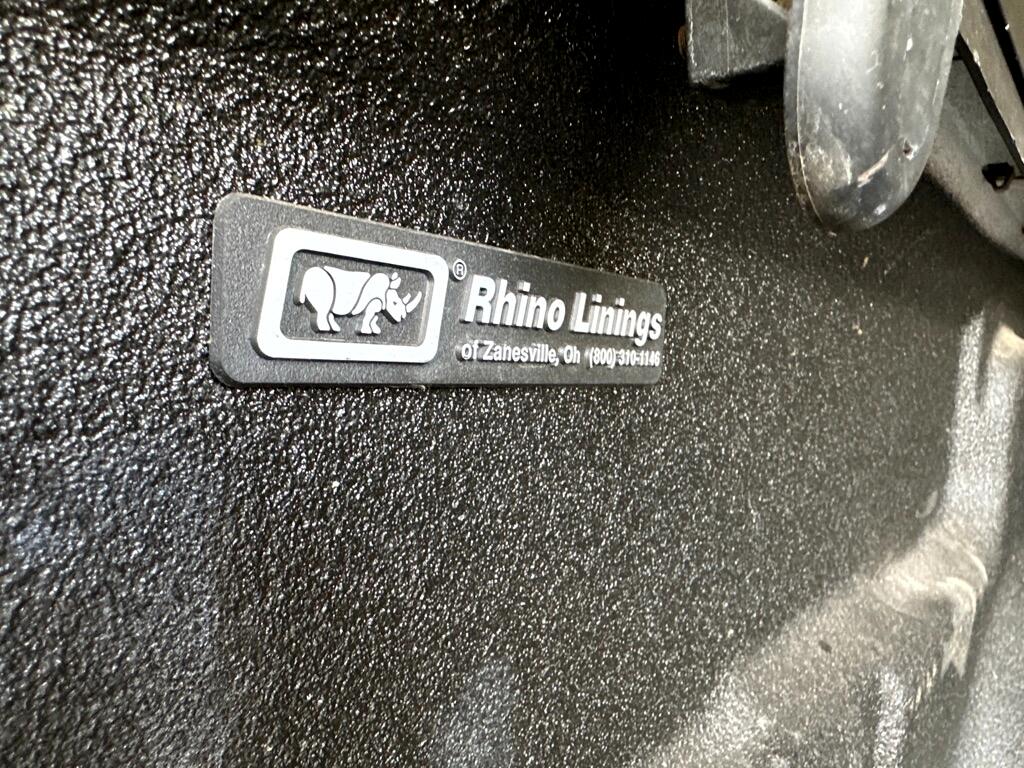 ® Rhino Linings
of Zanesville, Oh (800) 310-1146